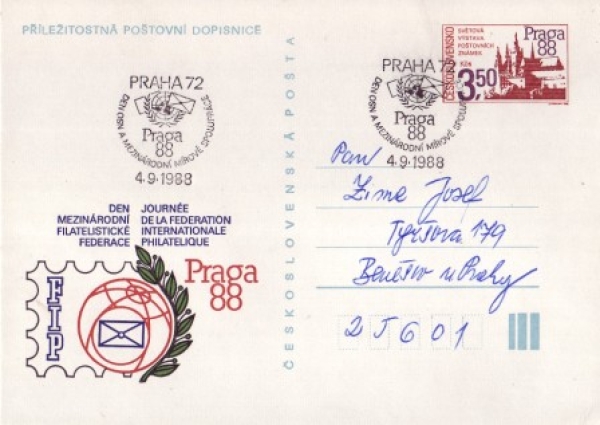 PŘÍLEŽITOSTNÁ POŠTOVNÍ DOPISNICE
PRAHA 72
DEN OSN A MEZINÁRODNÍ MÍROVÉ SPOLUPRÁCE
Praga
88
4.9.1988
PRAHA 72
DEN OSN A MEZINÁRODNÍ MÍROVÉ SPOLUPRÁCE
Praga
88
4.9.1988
ČESKOSLOVENSKO
SVĚTOVÁ
VÝSTAVA
POŠTOVNÍCH
ZNÁMEK
Praga
88
Kčs
3,50
ČESKOSLOVENSKÁ POŠTA
DEN
MEZINÁRODNÍ
FILATELISTICKÉ
FEDERACE
JOURNÉE
DE LA FEDERATION
INTERNATIONALE
PHILATELIQUE
FIP
Praga
88
Pan
Zima Josef
Tyršova 179
Benešov u Prahy
25601